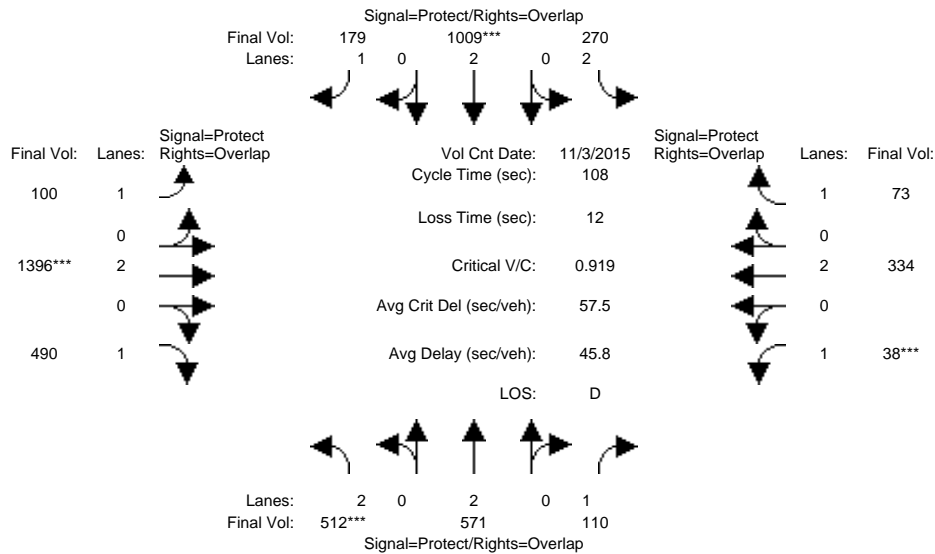 Signal=Protect/Rights=Overlap
Final Vol: 179 1009*** 270
Lanes: 1 0 2 0 2
Signal=Protect
Final Vol: Lanes: Rights=Overlap
Vol Cnt Date: 11/3/2015
Signal=Protect
Rights=Overlap Lanes: Final Vol:
Cycle Time (sec): 108
100 1
1 73
Loss Time (sec): 12
0
0
1396*** 2
Critical V/C: 0.919
2 334
0
Avg Crit Del (sec/veh): 57.5
0
490 1
Avg Delay (sec/veh): 45.8
1 38***
LOS: D
Lanes: 2 0 2 0 1
Final Vol: 512*** 571 110
Signal=Protect/Rights=Overlap